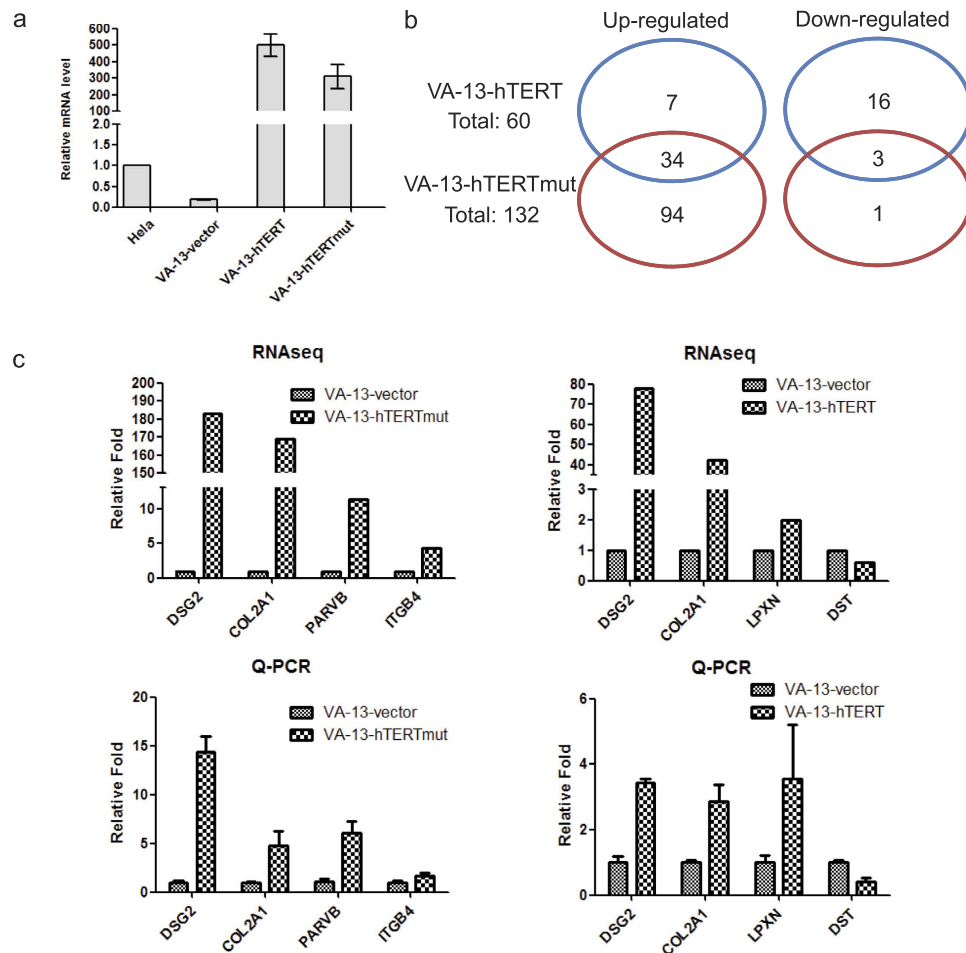 a
Relative mRNA level
600
500
400
300
200
100
2.0
1.5
1.0
0.5
0.0
Hela
VA-13-vector
VA-13-hTERT
VA-13-hTERTmut
b
Up-regulated
Down-regulated
VA-13-hTERT
Total: 60
7
16
34
3
VA-13-hTERTmut
Total: 132
94
1
c
RNAseq
Relative Fold
200
190
180
170
160
150
10
5
0
VA-13-vector
VA-13-hTERTmut
DSG2
COL2A1
PARVB
ITGB4
RNAseq
Relative Fold
80
60
40
3
2
1
0
VA-13-vector
VA-13-hTERT
DSG2
COL2A1
LPXN
DST
Q-PCR
Relative Fold
20
15
10
5
0
VA-13-vector
VA-13-hTERTmut
DSG2
COL2A1
PARVB
ITGB4
Q-PCR
Relative Fold
6
4
2
0
VA-13-vector
VA-13-hTERT
DSG2
COL2A1
LPXN
DST